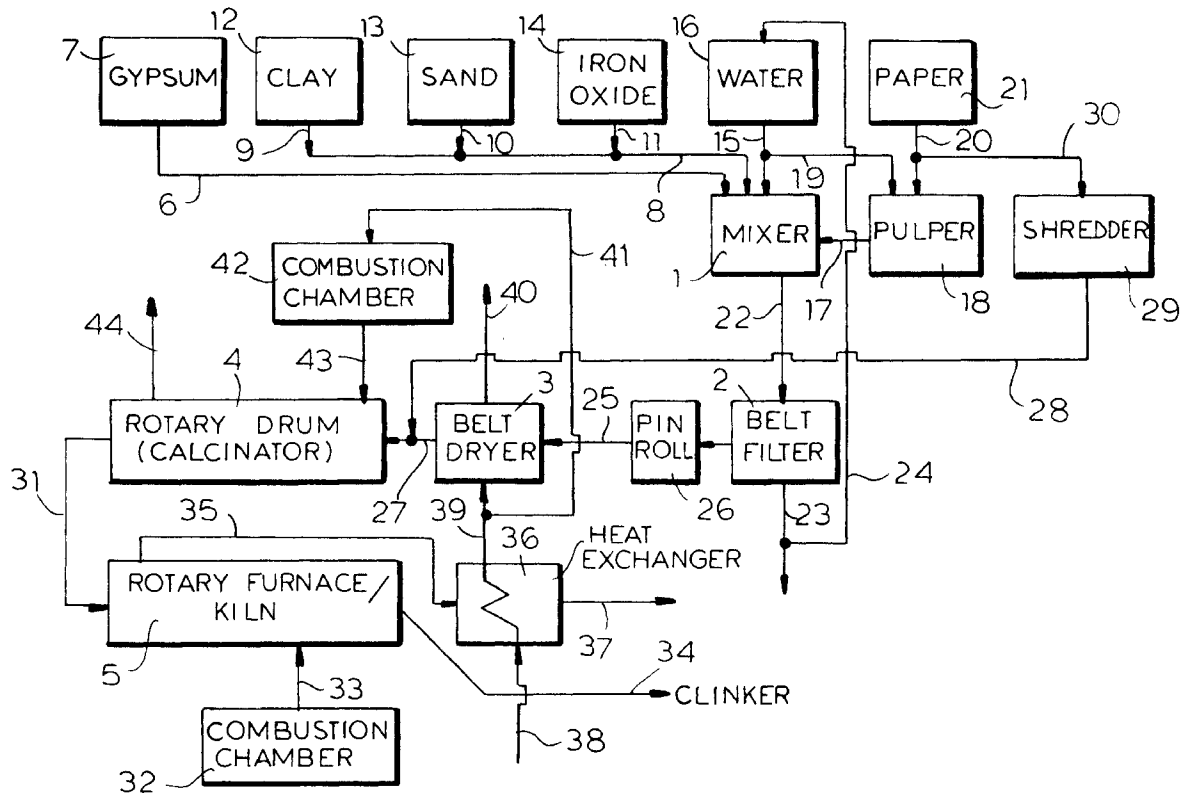 12
13
14
16
7
GYPSUM
CLAY
SAND
IRON
OXIDE
WATER
PAPER
21
9
10
11
15
19
20
30
6
8
MIXER
PULPER
SHREDDER
1
17
18
29
22
42
COMBUSTION
CHAMBER
41
40
44
43
4
ROTARY DRUM
(CALCINATOR)
3
BELT
DRYER
25
PIN
ROLL
2
BELT
FILTER
28
31
27
26
23
24
35
39
36
HEAT
EXCHANGER
ROTARY FURNACE/
KILN
5
37
34
CLINKER
33
38
COMBUSTION
CHAMBER
32